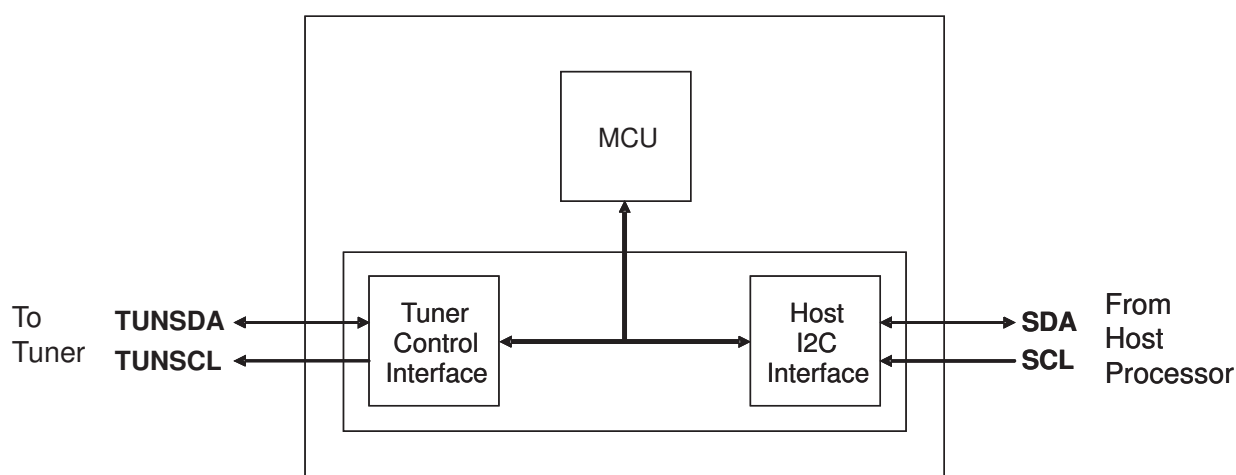 MCU
To
Tuner
TUNSDA
TUNSCL
Tuner
Control
Interface
Host
I2C
Interface
SDA
SCL
From
Host
Processor